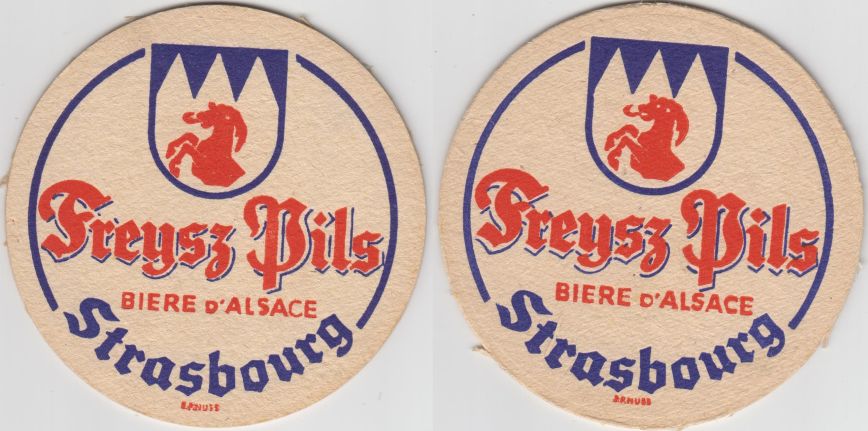 Freysz Pils
BIERE D'ALSACE
Strasbourg
Freysz Pils
BIERE D'ALSACE
Strasbourg